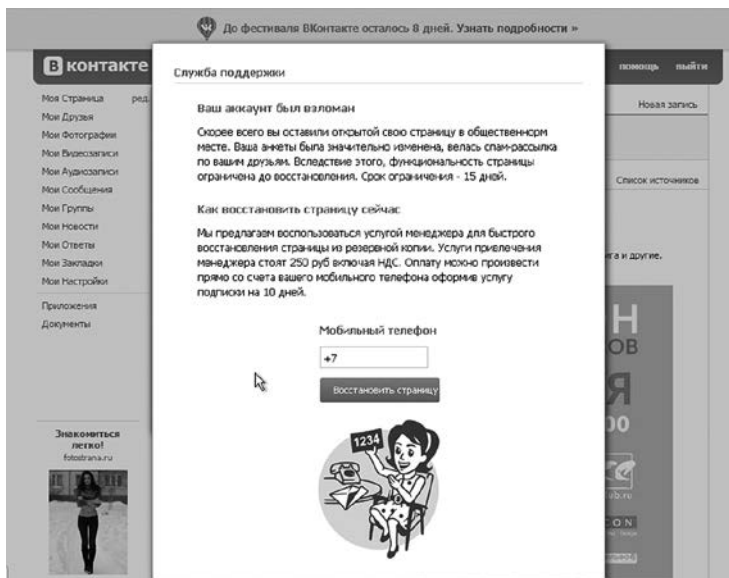 До фестиваля ВКонтакте осталось 8 дней. Узнать подробности »
В контакте
помощь выйти
Служба поддержки
Моя Страница ред.
Мои Друзья
Мои Фотографии
Мои Видеозаписи
Мои Аудиозаписи
Мои Сообщения
Мои Группы
Мои Новости
Мои Ответы
Мои Закладки
Мои Настройки
Приложения
Документы
Знакомиться
легко!
fotostrana.ru
Ваш аккаунт был взломан
Скорее всего вы оставили открытой свою страницу в общественнорм
месте. Ваша анкеты была значительно изменена, велась спам-рассылка
по вашим друзьям. Вследствие этого, функциональность страницы
ограничена до восстановления. Срок ограничения - 15 дней.
Как восстановить страницу сейчас
Мы предлагаем воспользоваться услугой менеджера для быстрого
восстановления страницы из резервной копии. Услуги привлечения
менеджера стоят 250 руб включая НДС. Оплату можно произвести
прямо со счета вашего мобильного телефона оформив услугу
подписки на 10 дней.
Мобильный телефон
+7
Восстановить страницу
1234
Новая запись
Список источников
и другие.
Н
ОВ
Я
00